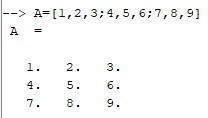 --> A=[1,2,3;4,5,6;7,8,9]
A  =
1.   2.   3.
4.   5.   6.
7.   8.   9.